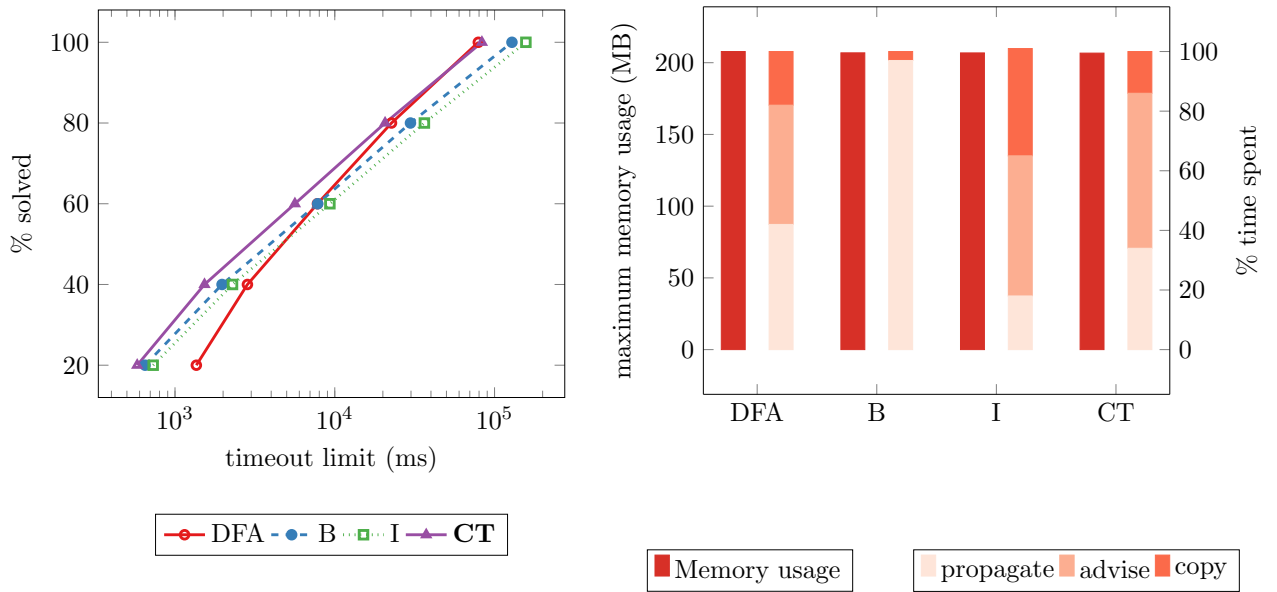 % solved
100
80
60
40
20
10³ 10⁴ 10⁵
timeout limit (ms)
DFA B I CT
maximum memory usage (MB)
200
150
100
50
0
% time spent
100
80
60
40
20
0
DFA B I CT
Memory usage
propagate advise copy